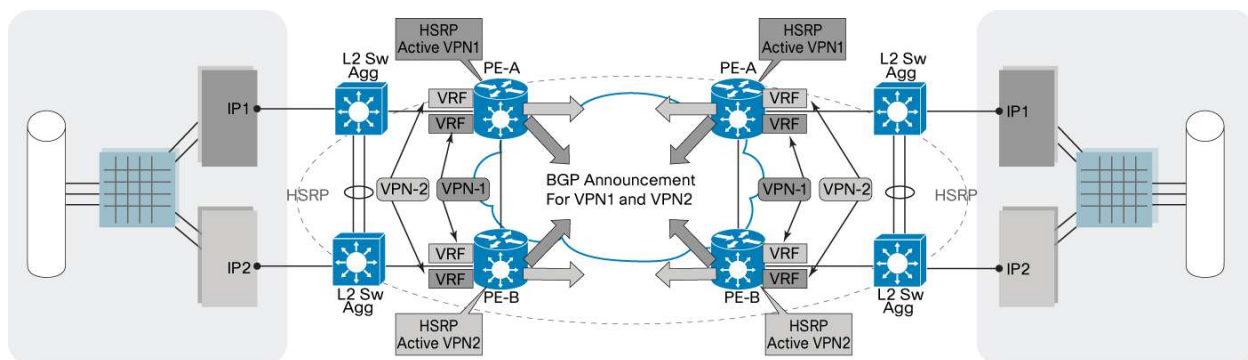 HSRP
Active VPN1
HSRP
Active VPN1
L2 Sw
Agg
PE-A
PE-A
L2 Sw
Agg
IP1
VRF
VRF
VRF
VRF
IP1
HSRP
VPN-2
VPN-1
BGP Announcement
For VPN1 and VPN2
VPN-1
VPN-2
HSRP
IP2
VRF
VRF
VRF
VRF
IP2
L2 Sw
Agg
PE-B
PE-B
L2 Sw
Agg
HSRP
Active VPN2
HSRP
Active VPN2